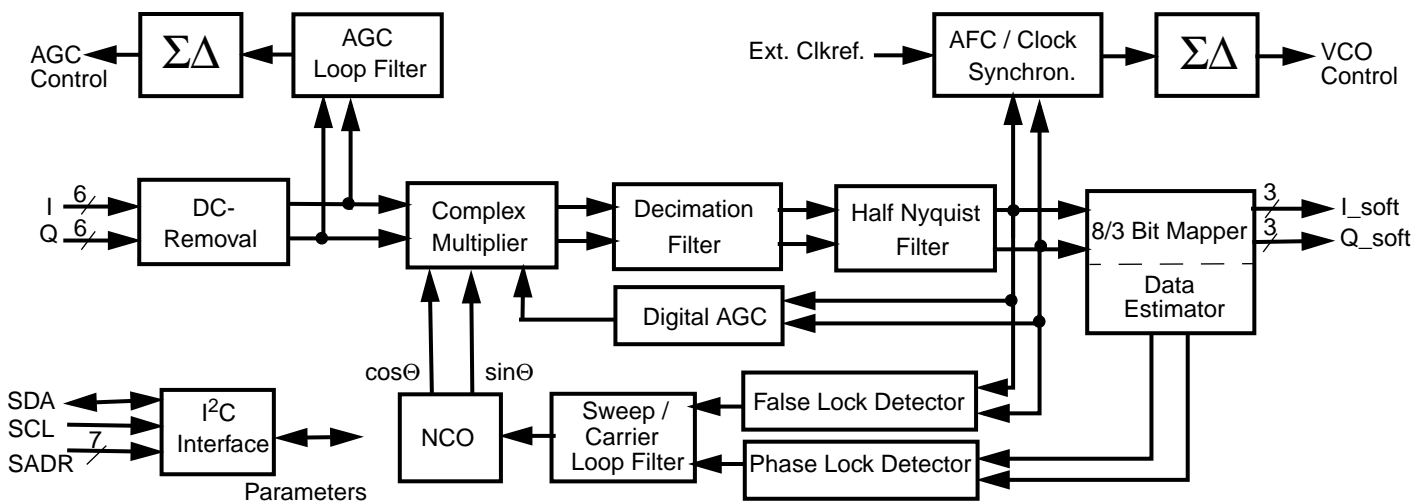 AGC
Control
ΣΔ
AGC
Loop Filter
Ext. Clkref.
AFC / Clock
Synchron.
ΣΔ
VCO
Control
I
6
Q
6
DC-
Removal
Complex
Multiplier
Decimation
Filter
Half Nyquist
Filter
8/3 Bit Mapper
Data
Estimator
3
I_soft
3
Q_soft
Digital AGC
cosΘ
sinΘ
SDA
SCL
SADR
7
I²C
Interface
Parameters
NCO
Sweep /
Carrier
Loop Filter
False Lock Detector
Phase Lock Detector